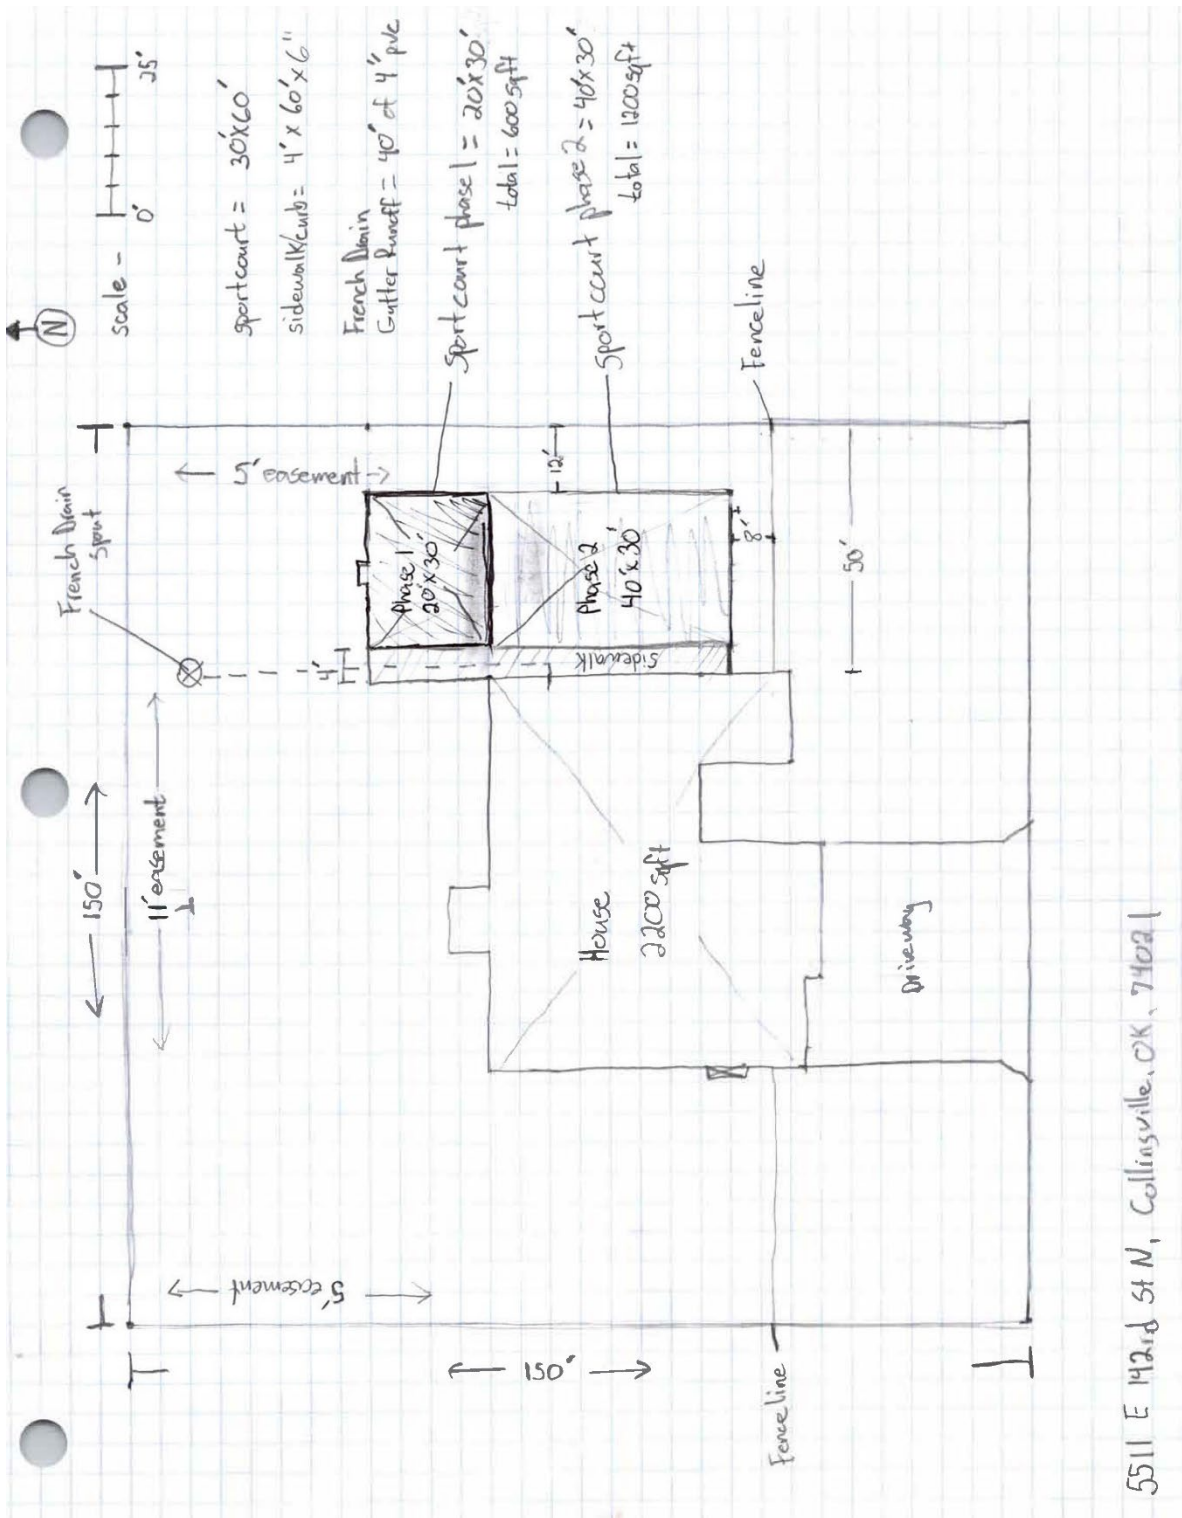 N
scale -
0' 25'
sportcourt = 30'x60'
sidewalk/curb = 4' x 60' x 6"
French Drain
Gutter Runoff = 40' of 4" pvc
Sport court phase 1 = 20'x30'
total = 600 sqft
Sport court phase 2 = 40'x30'
total = 1200 sqft
Fenceline
French Drain
Spout
5' easement
12'
Phase 1
20'x30'
Phase 2
40'x30'
8'
50'
4'
Sidewalk
150'
11' easement
House
2200 sqft
Driveway
5' easement
150'
Fenceline
5511 E 142nd St N, Collinsville, OK, 74021